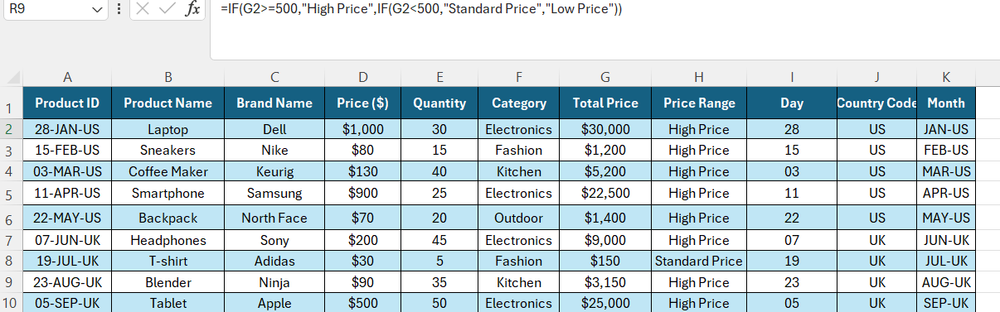 R9 fx =IF(G2>=500,"High Price",IF(G2<500,"Standard Price","Low Price"))
A B C D E F G H I J K
1 Product ID Product Name Brand Name Price ($) Quantity Category Total Price Price Range Day Country Code Month
2 28-JAN-US Laptop Dell $1,000 30 Electronics $30,000 High Price 28 US JAN-US
3 15-FEB-US Sneakers Nike $80 15 Fashion $1,200 High Price 15 US FEB-US
4 03-MAR-US Coffee Maker Keurig $130 40 Kitchen $5,200 High Price 03 US MAR-US
5 11-APR-US Smartphone Samsung $900 25 Electronics $22,500 High Price 11 US APR-US
6 22-MAY-US Backpack North Face $70 20 Outdoor $1,400 High Price 22 US MAY-US
7 07-JUN-UK Headphones Sony $200 45 Electronics $9,000 High Price 07 UK JUN-UK
8 19-JUL-UK T-shirt Adidas $30 5 Fashion $150 Standard Price 19 UK JUL-UK
9 23-AUG-UK Blender Ninja $90 35 Kitchen $3,150 High Price 23 UK AUG-UK
10 05-SEP-UK Tablet Apple $500 50 Electronics $25,000 High Price 05 UK SEP-UK